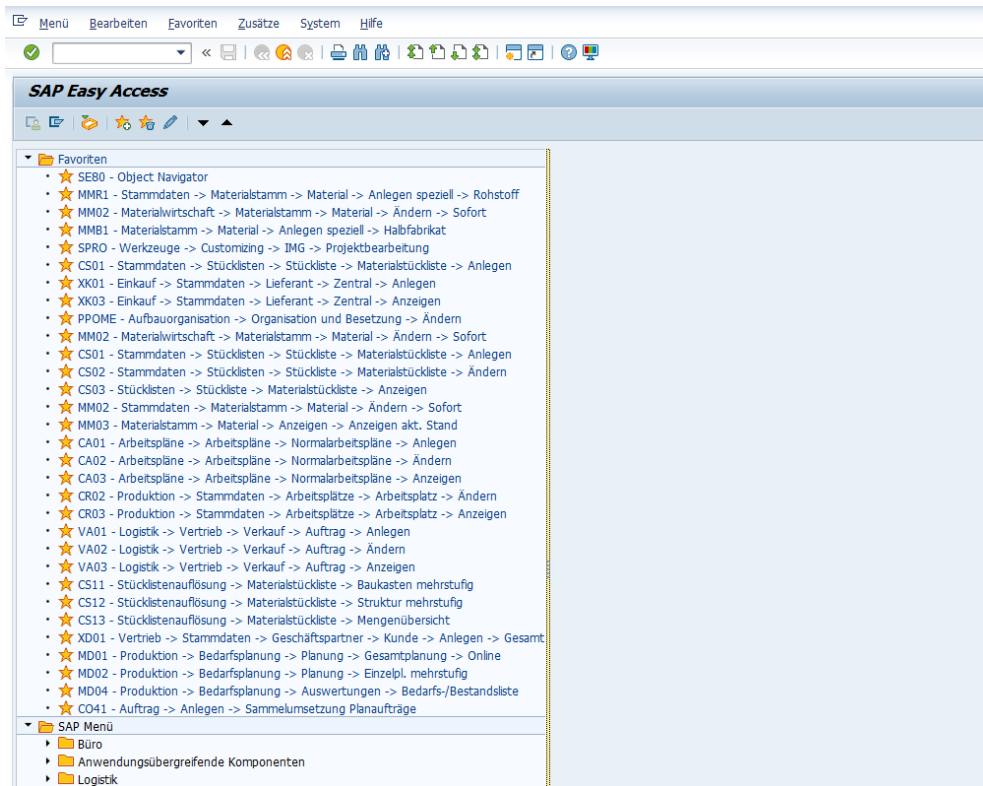 Menü Bearbeiten Favoriten Zusätze System Hilfe
SAP Easy Access
Favoriten
SE80 - Object Navigator
MMR1 - Stammdaten -> Materialstamm -> Material -> Anlegen speziell -> Rohstoff
MM02 - Materialwirtschaft -> Materialstamm -> Material -> Ändern -> Sofort
MMB1 - Materialstamm -> Material -> Anlegen speziell -> Halbfabrikat
SPRO - Werkzeuge -> Customizing -> IMG -> Projektbearbeitung
CS01 - Stammdaten -> Stücklisten -> Stückliste -> Materialstückliste -> Anlegen
XK01 - Einkauf -> Stammdaten -> Lieferant -> Zentral -> Anlegen
XK03 - Einkauf -> Stammdaten -> Lieferant -> Zentral -> Anzeigen
PPOME - Aufbauorganisation -> Organisation und Besetzung -> Ändern
MM02 - Materialwirtschaft -> Materialstamm -> Material -> Ändern -> Sofort
CS01 - Stammdaten -> Stücklisten -> Stückliste -> Materialstückliste -> Anlegen
CS02 - Stammdaten -> Stücklisten -> Stückliste -> Materialstückliste -> Ändern
CS03 - Stücklisten -> Stückliste -> Materialstückliste -> Anzeigen
MM02 - Stammdaten -> Materialstamm -> Material -> Ändern -> Sofort
MM03 - Materialstamm -> Material -> Anzeigen -> Anzeigen akt. Stand
CA01 - Arbeitspläne -> Arbeitspläne -> Normalarbeitspläne -> Anlegen
CA02 - Arbeitspläne -> Arbeitspläne -> Normalarbeitspläne -> Ändern
CA03 - Arbeitspläne -> Arbeitspläne -> Normalarbeitspläne -> Anzeigen
CR02 - Produktion -> Stammdaten -> Arbeitsplätze -> Arbeitsplatz -> Ändern
CR03 - Produktion -> Stammdaten -> Arbeitsplätze -> Arbeitsplatz -> Anzeigen
VA01 - Logistik -> Vertrieb -> Verkauf -> Auftrag -> Anlegen
VA02 - Logistik -> Vertrieb -> Verkauf -> Auftrag -> Ändern
VA03 - Logistik -> Vertrieb -> Verkauf -> Auftrag -> Anzeigen
CS11 - Stücklistenauflösung -> Materialstückliste -> Baukasten mehrstufig
CS12 - Stücklistenauflösung -> Materialstückliste -> Struktur mehrstufig
CS13 - Stücklistenauflösung -> Materialstückliste -> Mengenübersicht
XD01 - Vertrieb -> Stammdaten -> Geschäftspartner -> Kunde -> Anlegen -> Gesamt
MD01 - Produktion -> Bedarfsplanung -> Planung -> Gesamtplanung -> Online
MD02 - Produktion -> Bedarfsplanung -> Planung -> Einzelpl. mehrstufig
MD04 - Produktion -> Bedarfsplanung -> Auswertungen -> Bedarfs-/Bestandsliste
CO41 - Auftrag -> Anlegen -> Sammelumsetzung Planaufträge
SAP Menü
Büro
Anwendungsübergreifende Komponenten
Logistik